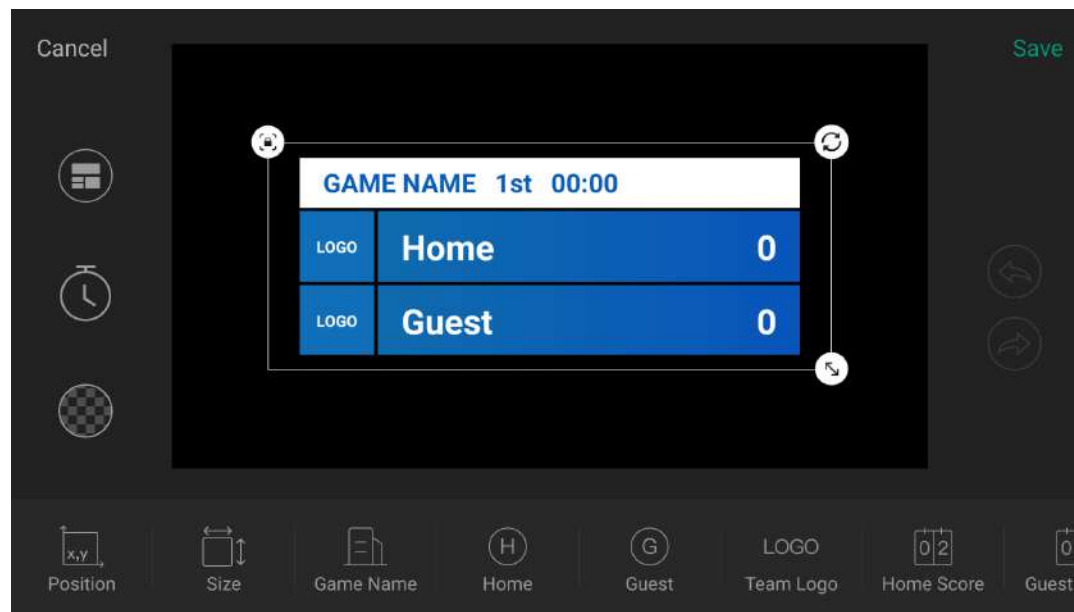 Cancel
Save
GAME NAME 1st 00:00
LOGO Home 0
LOGO Guest 0
x,y
H
G
LOGO
0 2
0
Position
Size
Game Name
Home
Guest
Team Logo
Home Score
Guest